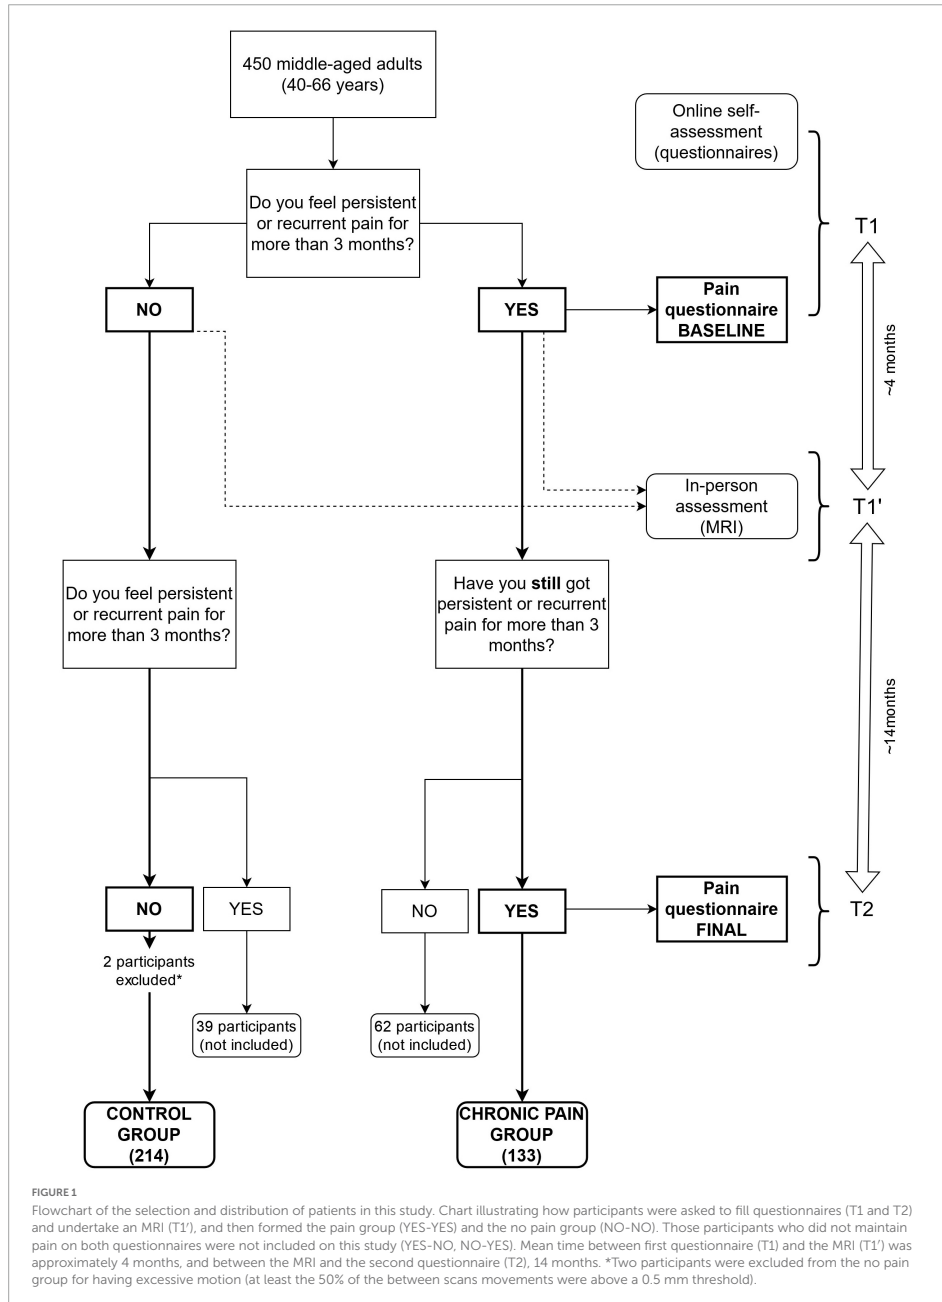 450 middle-aged adults
(40-66 years)
Online self-
assessment
(questionnaires)
Do you feel persistent
or recurrent pain for
more than 3 months?
T1
NO
YES
Pain
questionnaire
BASELINE
~4 months
In-person
assessment
(MRI)
T1'
Do you feel persistent
or recurrent pain for
more than 3 months?
Have you still got
persistent or recurrent
pain for more than 3
months?
~14months
NO
YES
NO
YES
Pain
questionnaire
FINAL
T2
2 participants
excluded*
39 participants
(not included)
62 participants
(not included)
CONTROL
GROUP
(214)
CHRONIC PAIN
GROUP
(133)
FIGURE 1
Flowchart of the selection and distribution of patients in this study. Chart illustrating how participants were asked to fill questionnaires (T1 and T2)
and undertake an MRI (T1′), and then formed the pain group (YES-YES) and the no pain group (NO-NO). Those participants who did not maintain
pain on both questionnaires were not included on this study (YES-NO, NO-YES). Mean time between first questionnaire (T1) and the MRI (T1′) was
approximately 4 months, and between the MRI and the second questionnaire (T2), 14 months. *Two participants were excluded from the no pain
group for having excessive motion (at least the 50% of the between scans movements were above a 0.5 mm threshold).